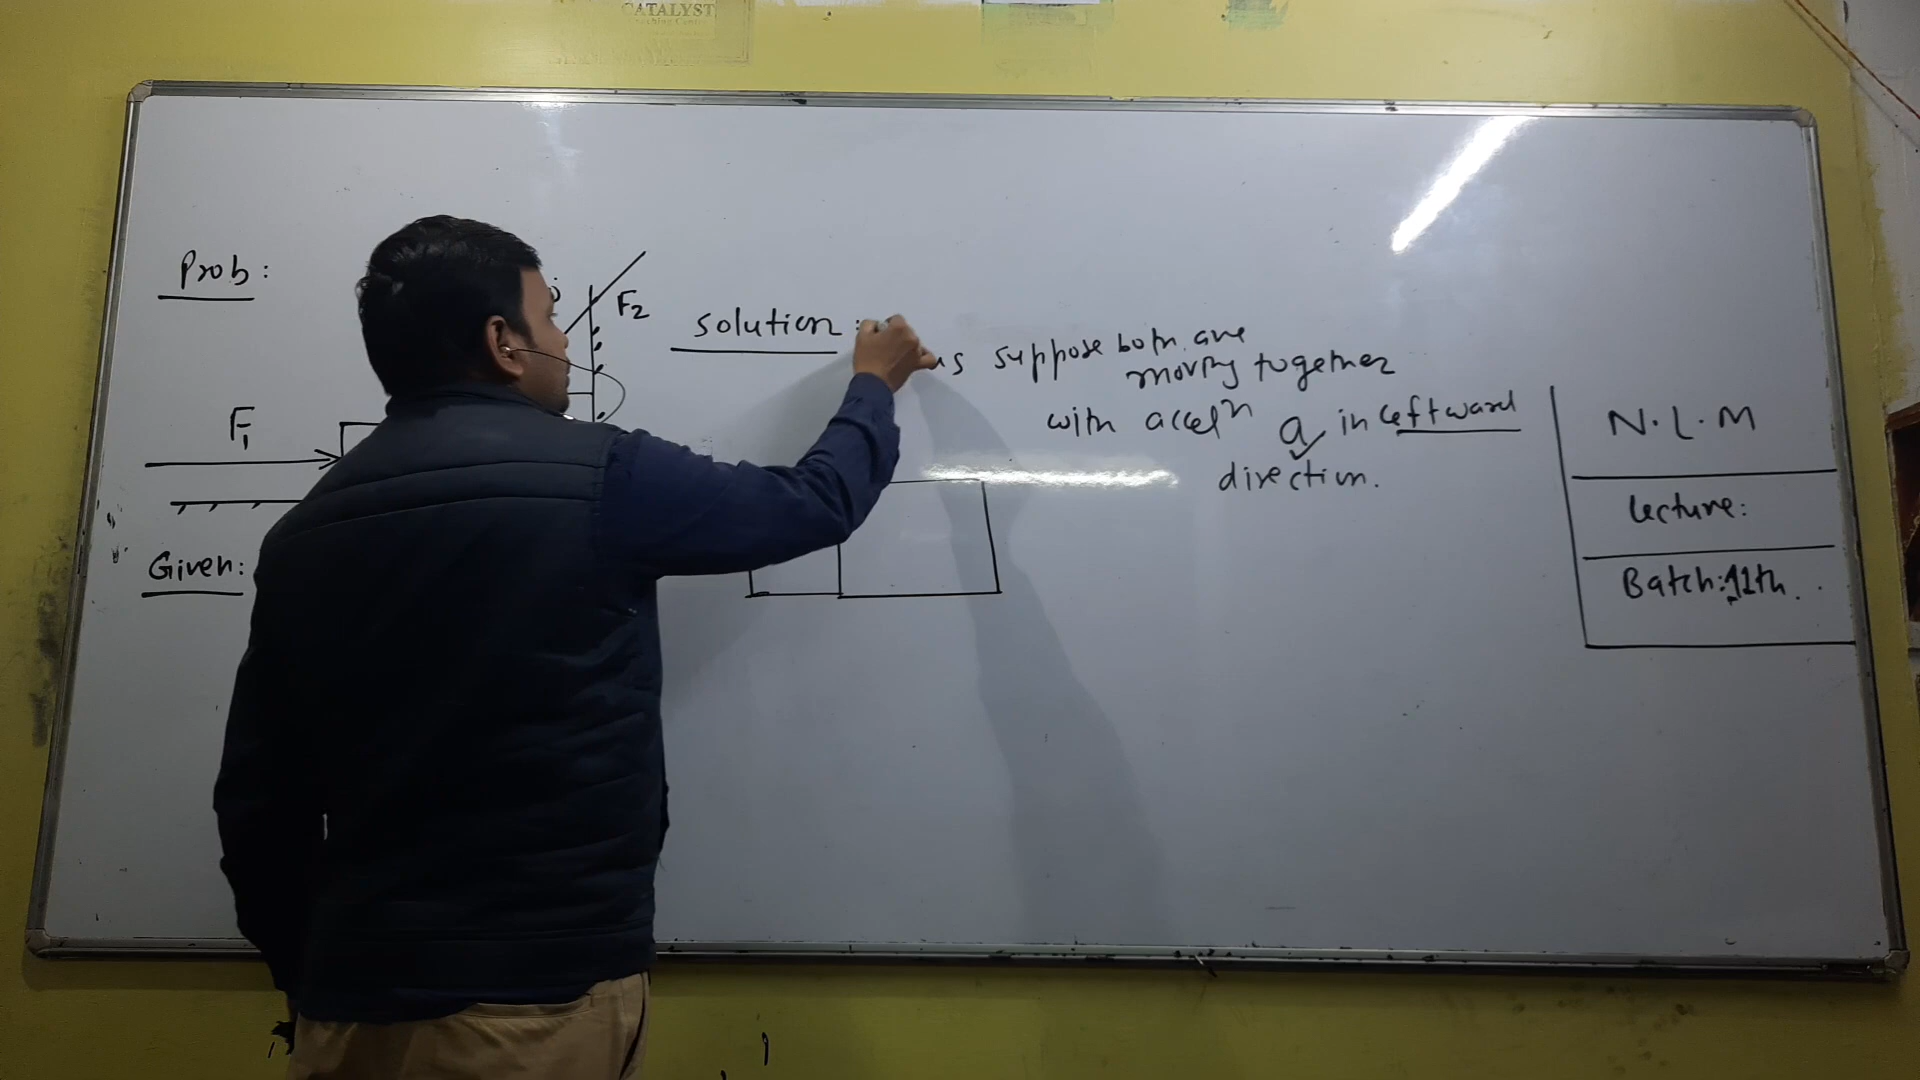 CATALYST
Prob:
F2
F1
Given:
solution :
us suppose both are
moving together
with accelⁿ a in leftward
direction.
N.L.M
Lecture:
Batch:11th.